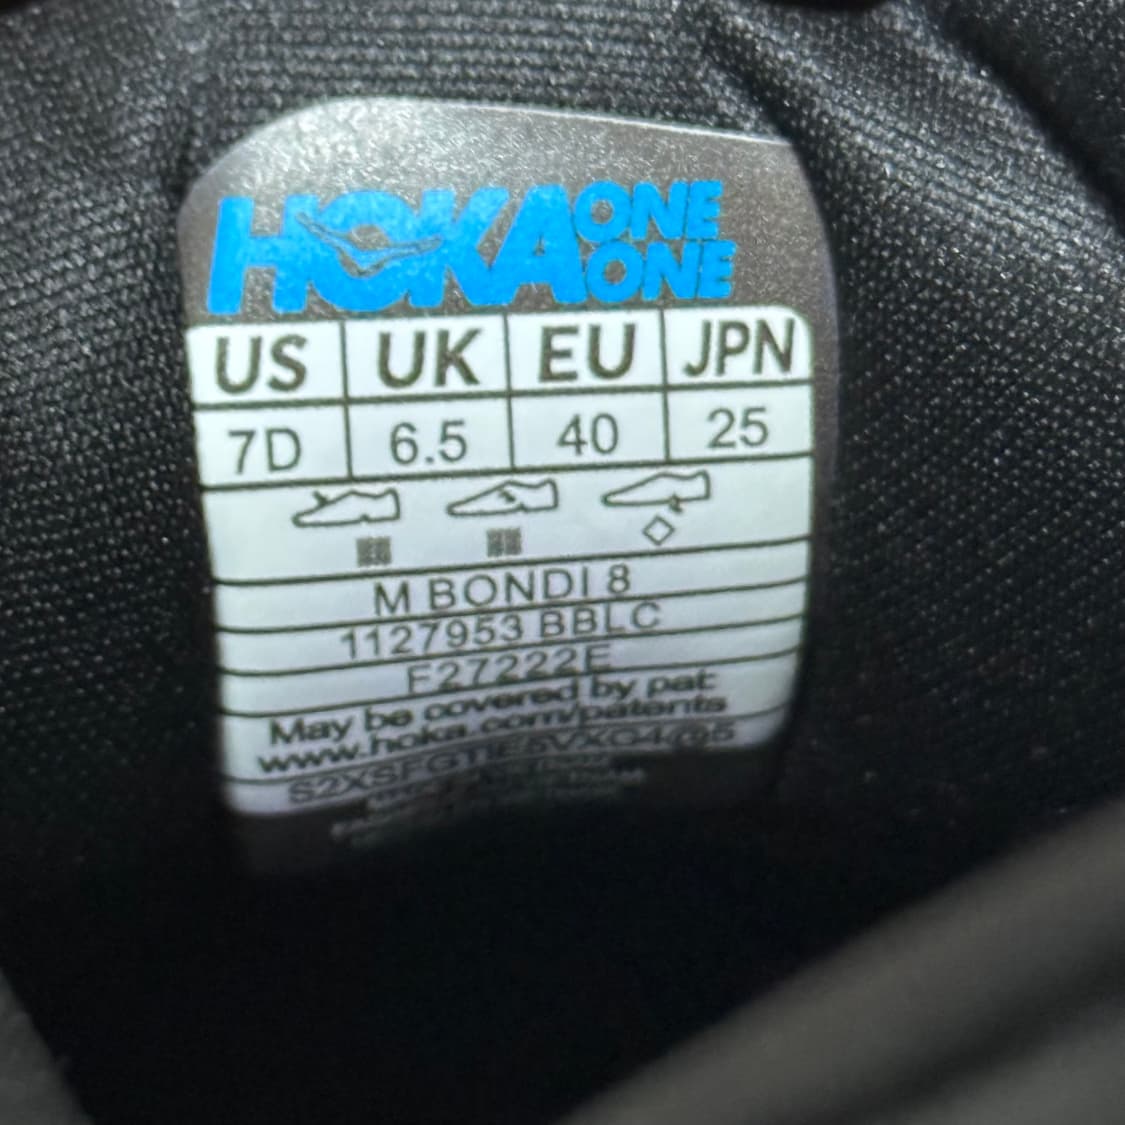 HOKA ONE ONE
US UK EU JPN
7D 6.5 40 25
M BONDI 8
1127953 BBLC
F27222E
May be covered by pat:
www.hoka.com/patents